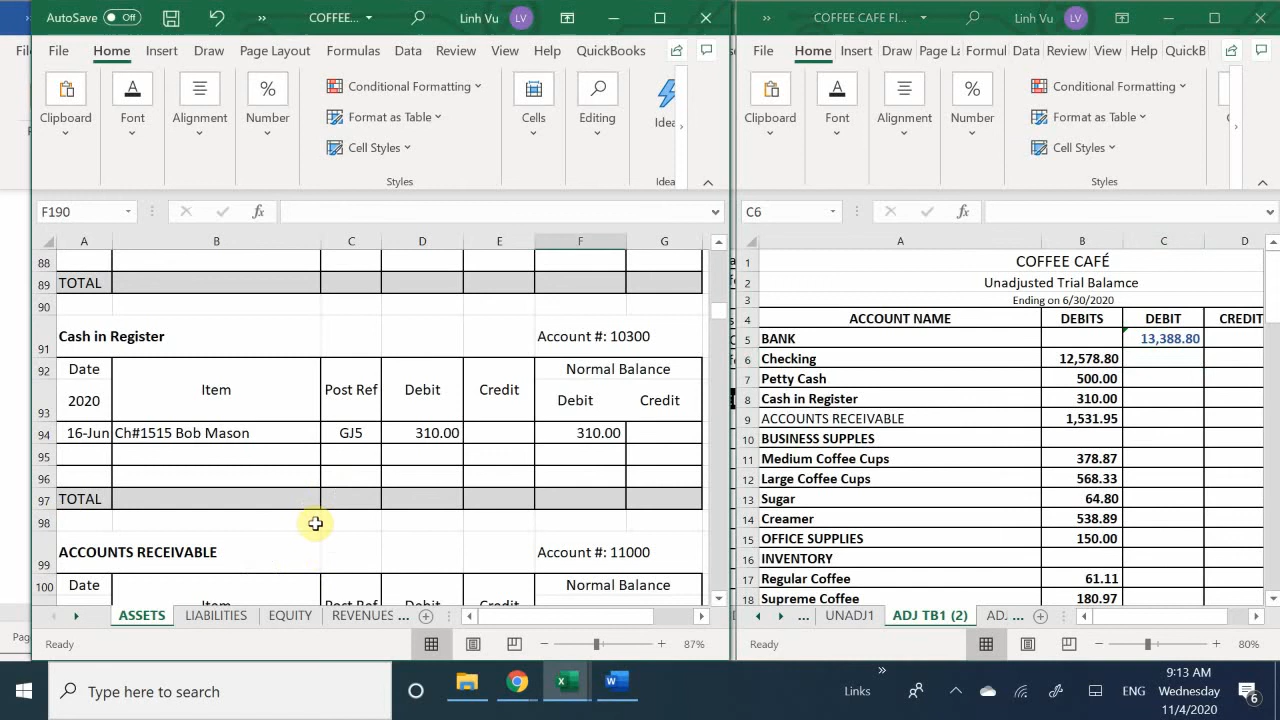 AutoSave Off » COFFEE... Linh Vu LV
File Home Insert Draw Page Layout Formulas Data Review View Help QuickBooks
Clipboard Font Alignment Number Conditional Formatting Format as Table Cell Styles Cells Editing Idea
Styles Idea
F190 fx
A B C D E F G
88
89 TOTAL
90
91 Cash in Register Account #: 10300
92 Date Item Post Ref Debit Credit Normal Balance
93 2020 Debit Credit
94 16-Jun Ch#1515 Bob Mason GJ5 310.00 310.00
95
96
97 TOTAL
98
99 ACCOUNTS RECEIVABLE Account #: 11000
100 Date Item Post Ref Debit Credit Normal Balance
ASSETS LIABILITIES EQUITY REVENUES ...
Ready 87%
» COFFEE CAFE FI... Linh Vu LV
File Home Insert Draw Page La Formul Data Review View Help QuickB
Clipboard Font Alignment Number Conditional Formatting Format as Table Cell Styles
Styles
C6 fx
A B C D
1 COFFEE CAFÉ
2 Unadjusted Trial Balamce
3 Ending on 6/30/2020
4 ACCOUNT NAME DEBITS DEBIT CREDIT
5 BANK 13,388.80
6 Checking 12,578.80
7 Petty Cash 500.00
8 Cash in Register 310.00
9 ACCOUNTS RECEIVABLE 1,531.95
10 BUSINESS SUPPLES
11 Medium Coffee Cups 378.87
12 Large Coffee Cups 568.33
13 Sugar 64.80
14 Creamer 538.89
15 OFFICE SUPPLIES 150.00
16 INVENTORY
17 Regular Coffee 61.11
18 Supreme Coffee 180.97
... UNADJ1 ADJ TB1 (2) AD. ...
Ready 80%
Pag
Type here to search
Links » ENG 9:13 AM
Wednesday
11/4/2020
6